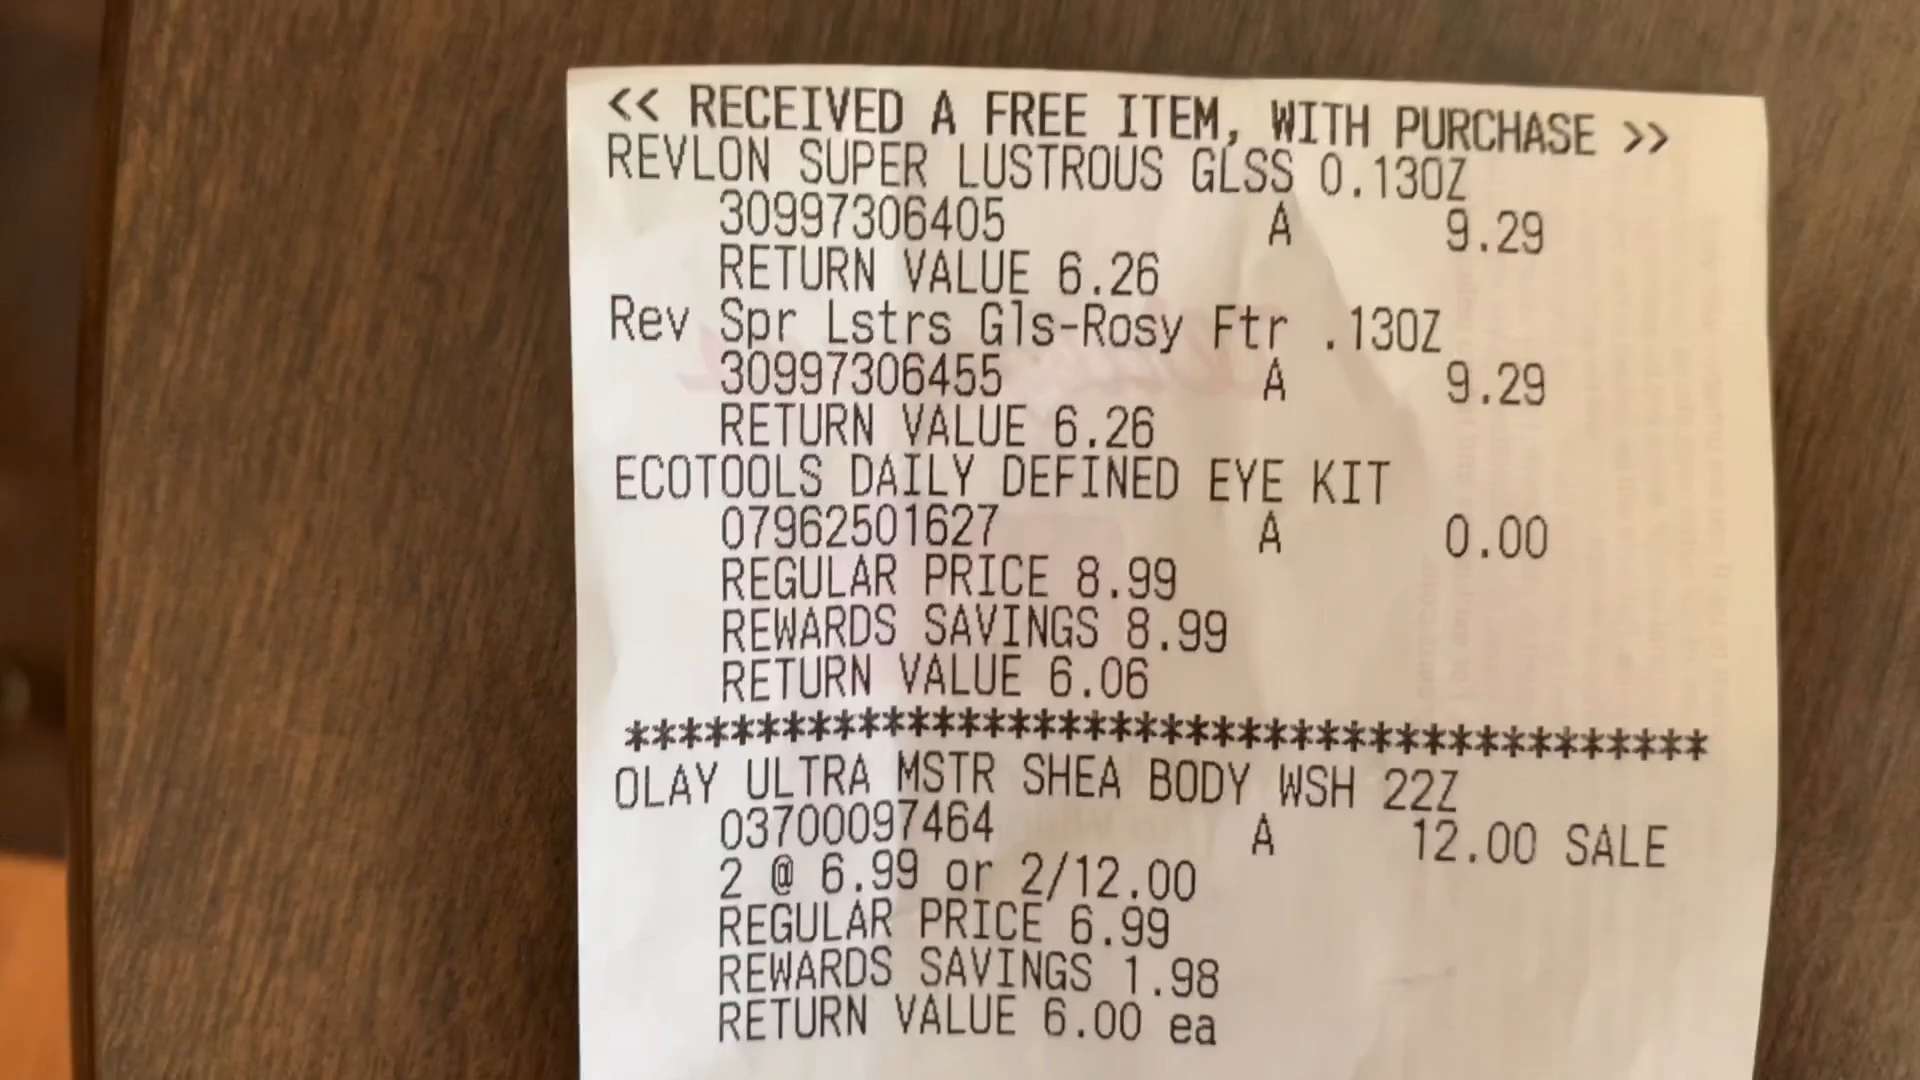 << RECEIVED A FREE ITEM, WITH PURCHASE >>
REVLON SUPER LUSTROUS GLSS 0.13OZ
30997306405 A 9.29
RETURN VALUE 6.26
Rev Spr Lstrs Gls-Rosy Ftr .13OZ
30997306455 A 9.29
RETURN VALUE 6.26
ECOTOOLS DAILY DEFINED EYE KIT
07962501627 A 0.00
REGULAR PRICE 8.99
REWARDS SAVINGS 8.99
RETURN VALUE 6.06
*****************************************
OLAY ULTRA MSTR SHEA BODY WSH 22Z
03700097464 A 12.00 SALE
2 @ 6.99 or 2/12.00
REGULAR PRICE 6.99
REWARDS SAVINGS 1.98
RETURN VALUE 6.00 ea